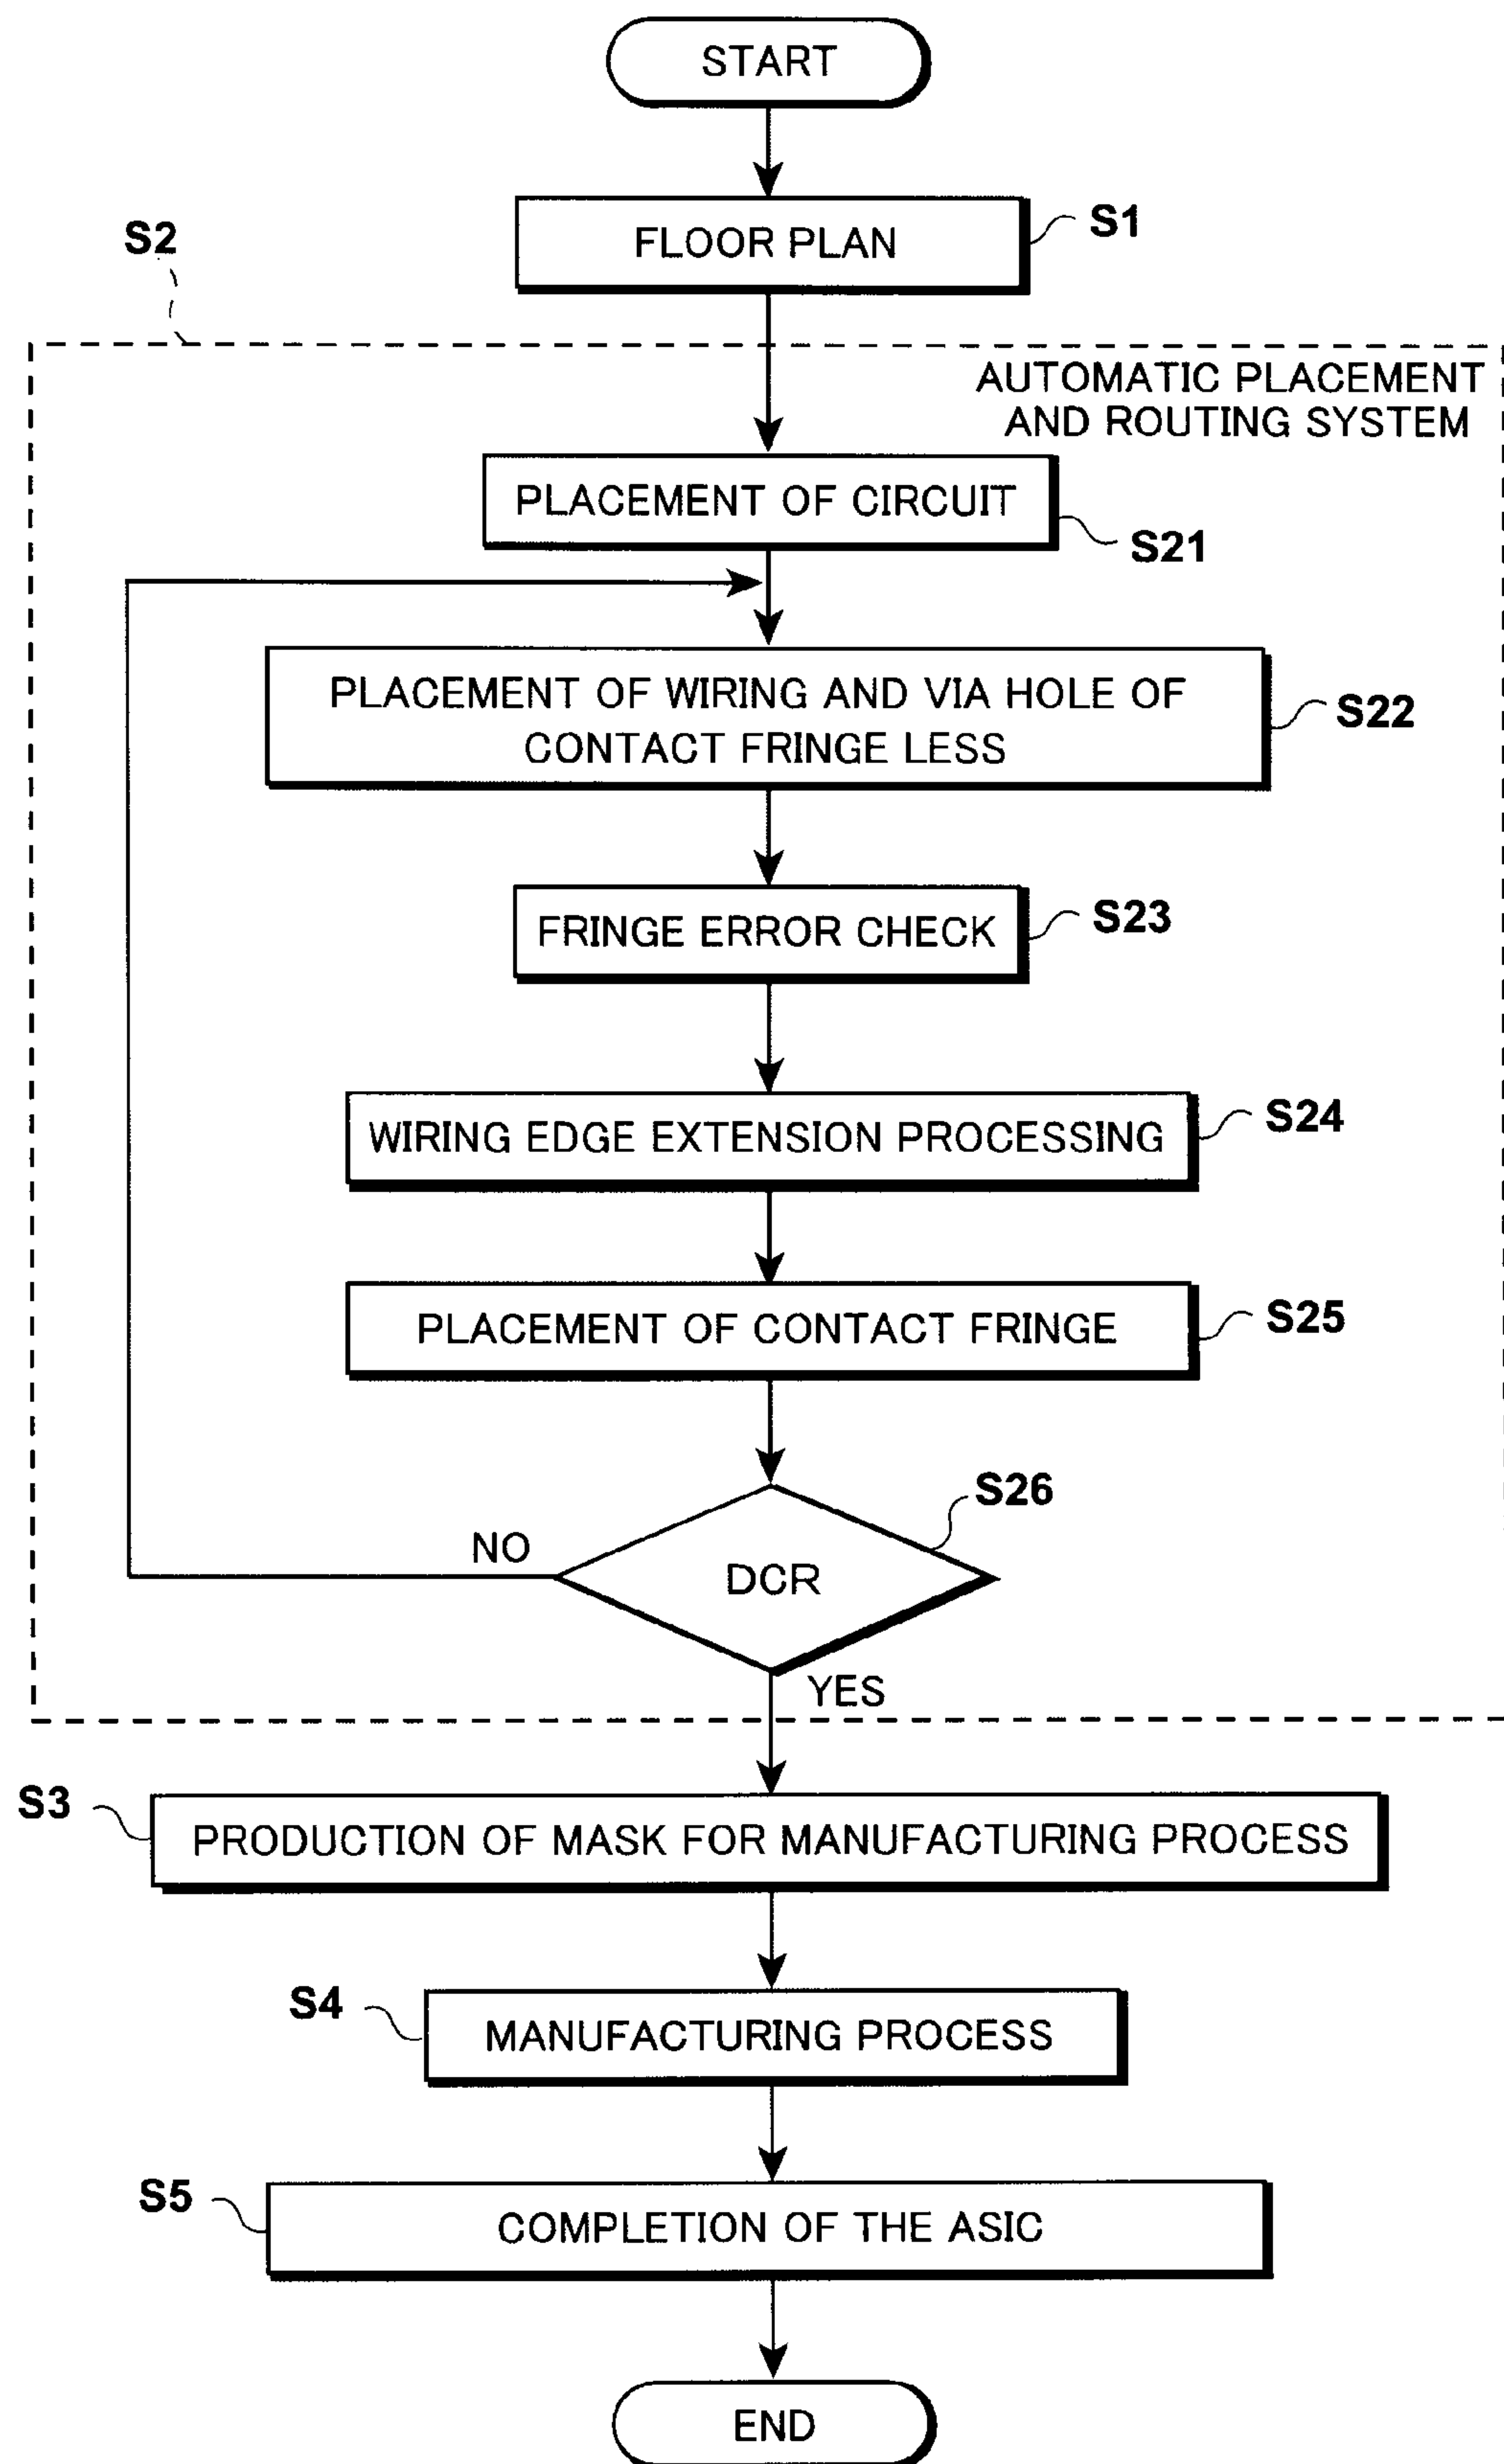 START
FLOOR PLAN
S1
S2
AUTOMATIC PLACEMENT
AND ROUTING SYSTEM
PLACEMENT OF CIRCUIT
S21
PLACEMENT OF WIRING AND VIA HOLE OF
CONTACT FRINGE LESS
S22
FRINGE ERROR CHECK
S23
WIRING EDGE EXTENSION PROCESSING
S24
PLACEMENT OF CONTACT FRINGE
S25
S26
NO
DCR
YES
S3
PRODUCTION OF MASK FOR MANUFACTURING PROCESS
S4
MANUFACTURING PROCESS
S5
COMPLETION OF THE ASIC
END